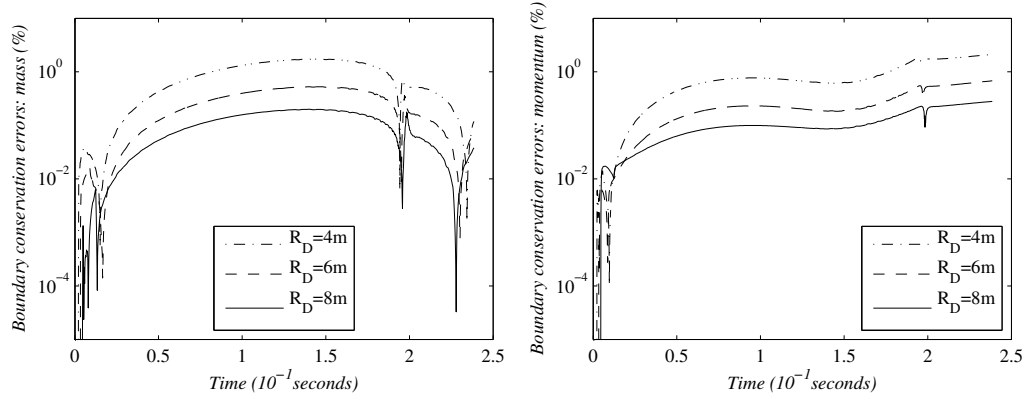 Boundary conservation errors: mass (%)
10^0
10^-2
10^-4
R_D=4m
R_D=6m
R_D=8m
0 0.5 1 1.5 2 2.5
Time (10^-1 seconds)
Boundary conservation errors: momentum (%)
10^0
10^-2
10^-4
R_D=4m
R_D=6m
R_D=8m
0 0.5 1 1.5 2 2.5
Time (10^-1 seconds)